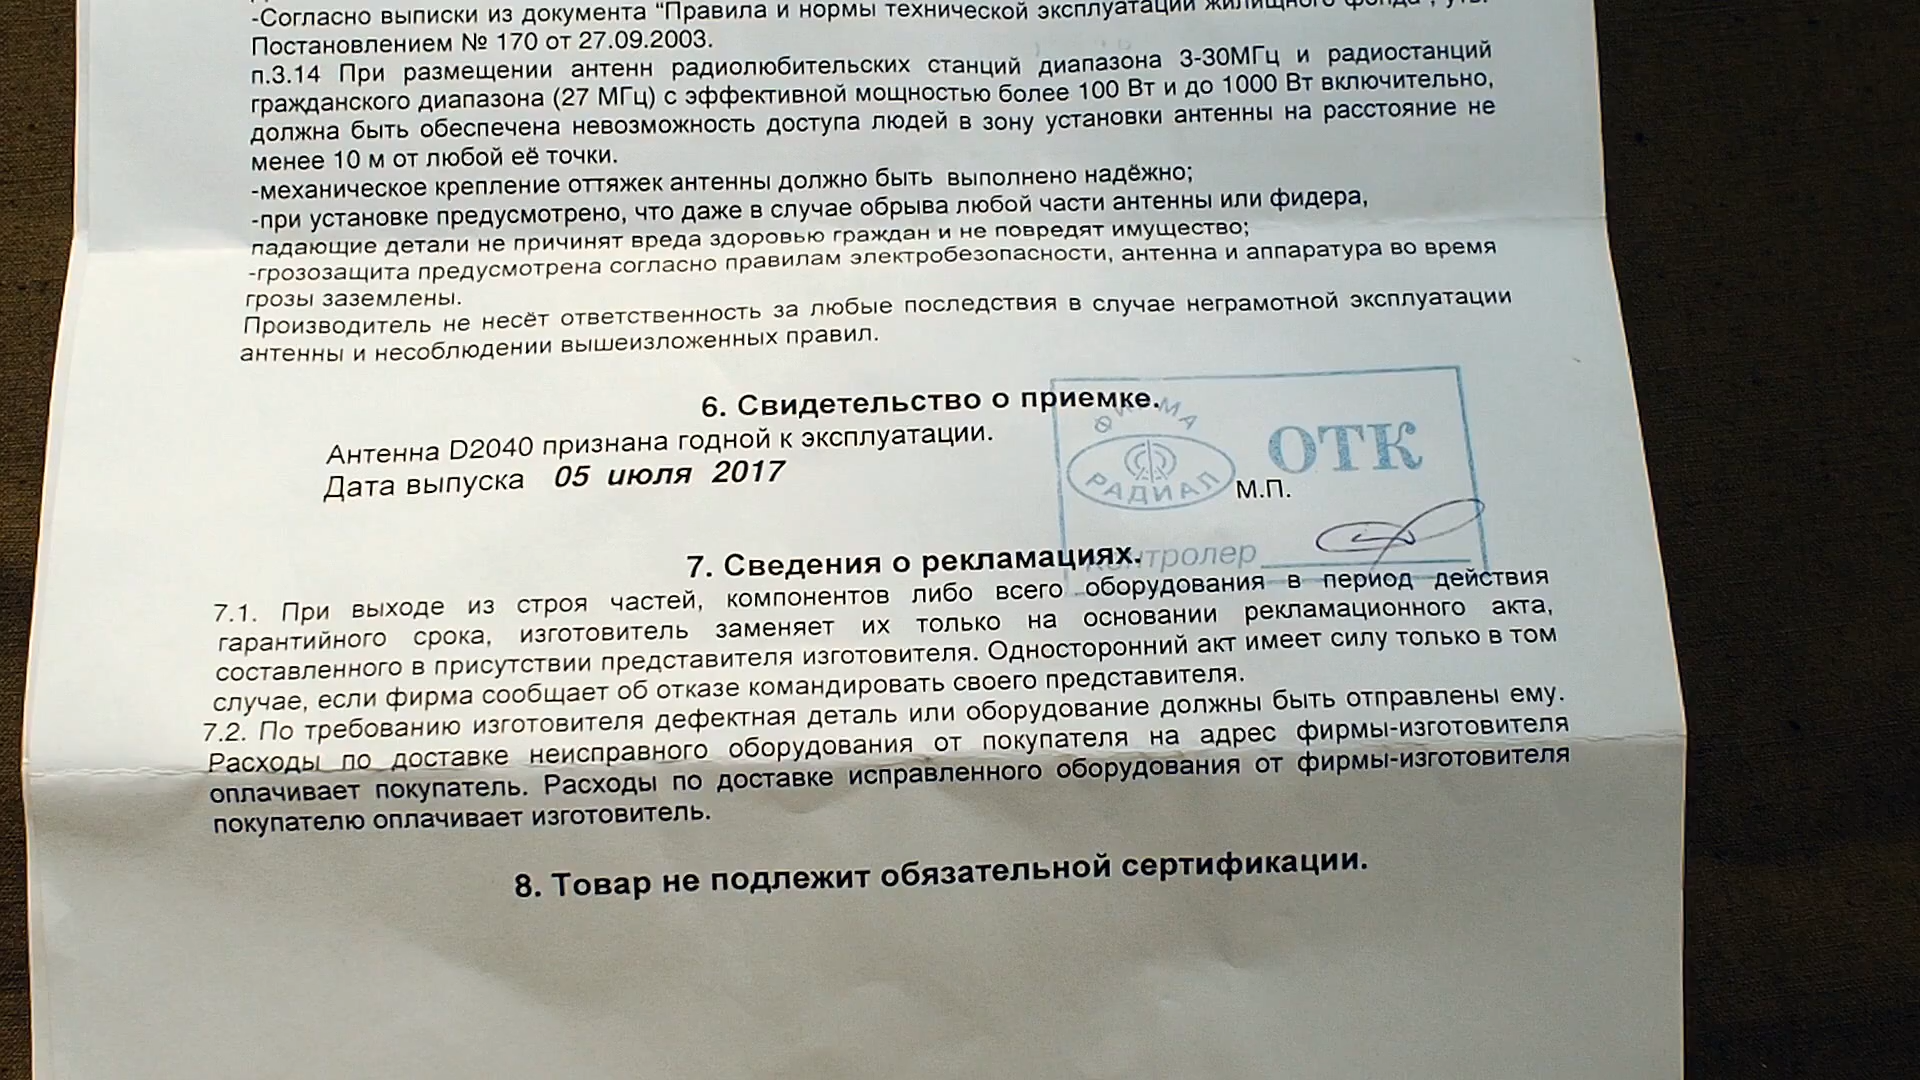 -Согласно выписки из документа “Правила и нормы технической эксплуатации жилищного фонда”, утв.
Постановлением № 170 от 27.09.2003.
п.3.14 При размещении антенн радиолюбительских станций диапазона 3-30МГц и радиостанций
гражданского диапазона (27 МГц) с эффективной мощностью более 100 Вт и до 1000 Вт включительно,
должна быть обеспечена невозможность доступа людей в зону установки антенны на расстояние не
менее 10 м от любой её точки.
-механическое крепление оттяжек антенны должно быть выполнено надёжно;
-при установке предусмотрено, что даже в случае обрыва любой части антенны или фидера,
падающие детали не причинят вреда здоровью граждан и не повредят имущество;
-грозозащита предусмотрена согласно правилам электробезопасности, антенна и аппаратура во время
грозы заземлены.
Производитель не несёт ответственность за любые последствия в случае неграмотной эксплуатации
антенны и несоблюдении вышеизложенных правил.
6. Свидетельство о приемке.
ФИРМА
РАДИАЛ
ОТК
Антенна D2040 признана годной к эксплуатации.
Дата выпуска 05 июля 2017
М.П.
Контролер
7. Сведения о рекламациях.
7.1. При выходе из строя частей, компонентов либо всего оборудования в период действия
гарантийного срока, изготовитель заменяет их только на основании рекламационного акта,
составленного в присутствии представителя изготовителя. Односторонний акт имеет силу только в том
случае, если фирма сообщает об отказе командировать своего представителя.
7.2. По требованию изготовителя дефектная деталь или оборудование должны быть отправлены ему.
Расходы по доставке неисправного оборудования от покупателя на адрес фирмы-изготовителя
оплачивает покупатель. Расходы по доставке исправленного оборудования от фирмы-изготовителя
покупателю оплачивает изготовитель.
8. Товар не подлежит обязательной сертификации.